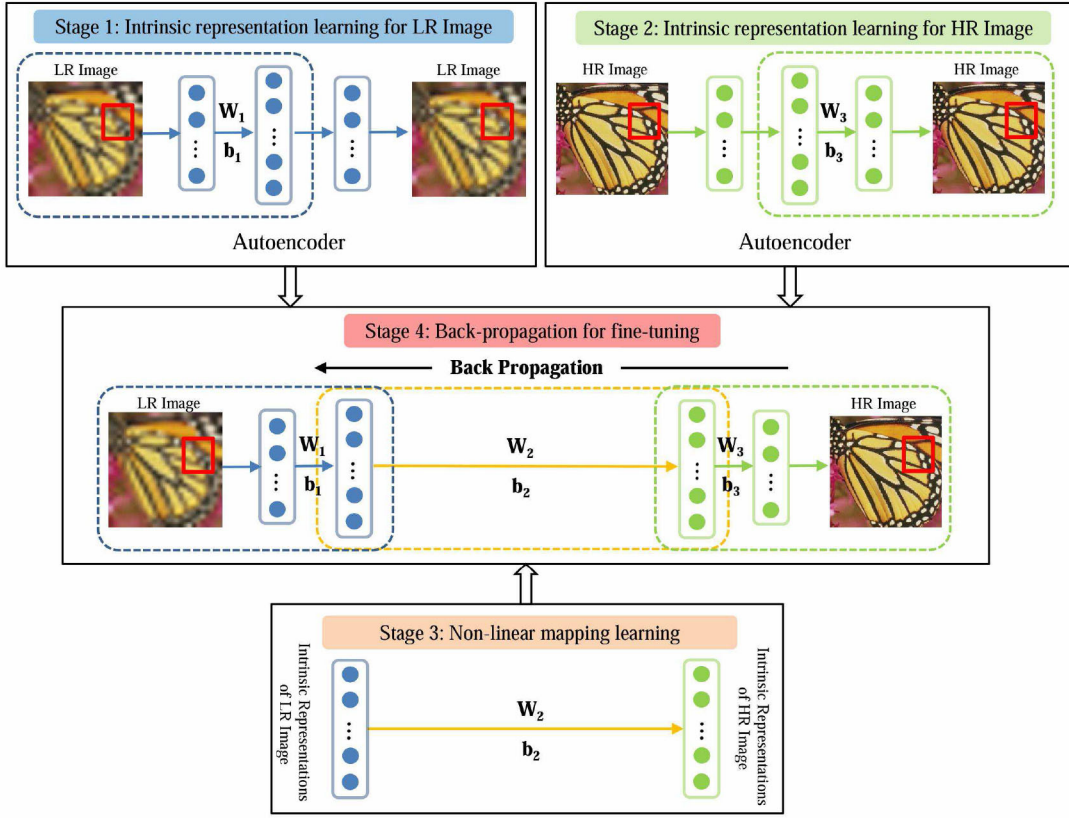 Stage 1: Intrinsic representation learning for LR Image
LR Image
LR Image
W1
b1
...
...
...
Autoencoder
Stage 2: Intrinsic representation learning for HR Image
HR Image
HR Image
W3
b3
...
...
...
Autoencoder
Stage 4: Back-propagation for fine-tuning
Back Propagation
LR Image
HR Image
W1
b1
W2
b2
W3
b3
...
...
...
...
Stage 3: Non-linear mapping learning
Intrinsic Representations
of LR Image
W2
b2
...
...
Intrinsic Representations
of HR Image